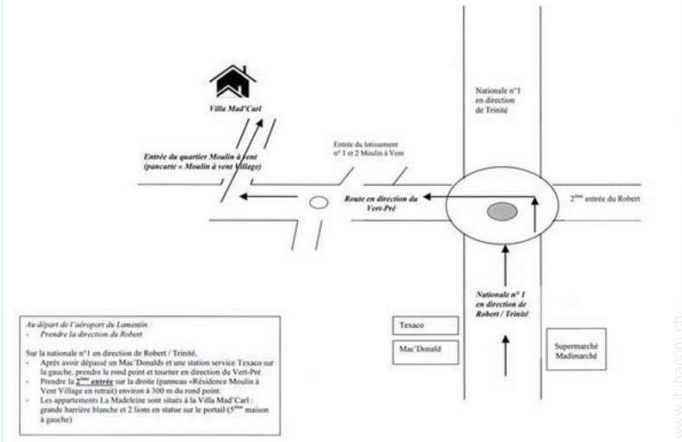 Nationale n°1
en direction
de
Trinité
Villa Mad'Carl
Entrée du quartier Moulin à vent
(pancarte « Moulin à vent Village)
Entrée du lotissement
n° 1 et 2 Moulin à Vent
Route en direction du
Vert-Pré
2ème entrée du Robert
Nationale n° 1
en direction de
Robert / Trinité
Texaco
Mac'Donald
Supermarché
Madimarché
Au départ de l'aéroport du Lamentin :
- Prendre la direction du Robert
Sur la nationale n°1 en direction de Robert / Trinité,
- Après avoir dépassé un Mac'Donalds et une station service Texaco sur
la gauche, prendre le rond point et tourner en direction du Vert-Pré
- Prendre la 2ème entrée sur la droite (panneau «Résidence Moulin à
Vent Village en retrait) environ à 300 m du rond point.
- Les appartements La Madeleine sont situés à la Villa Mad'Carl :
grande barrière blanche et 2 lions en statue sur le portail (5ème maison
à gauche)